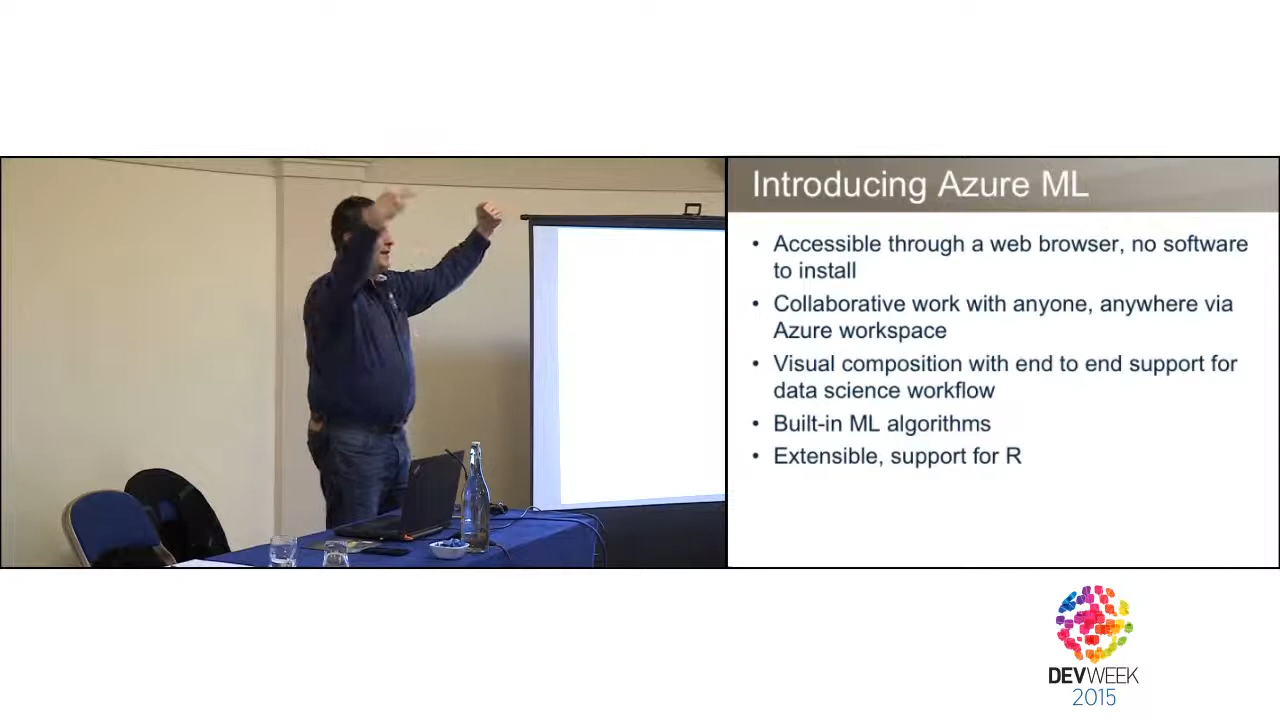 Introducing Azure ML
• Accessible through a web browser, no software
to install
• Collaborative work with anyone, anywhere via
Azure workspace
• Visual composition with end to end support for
data science workflow
• Built-in ML algorithms
• Extensible, support for R
DEVWEEK
2015